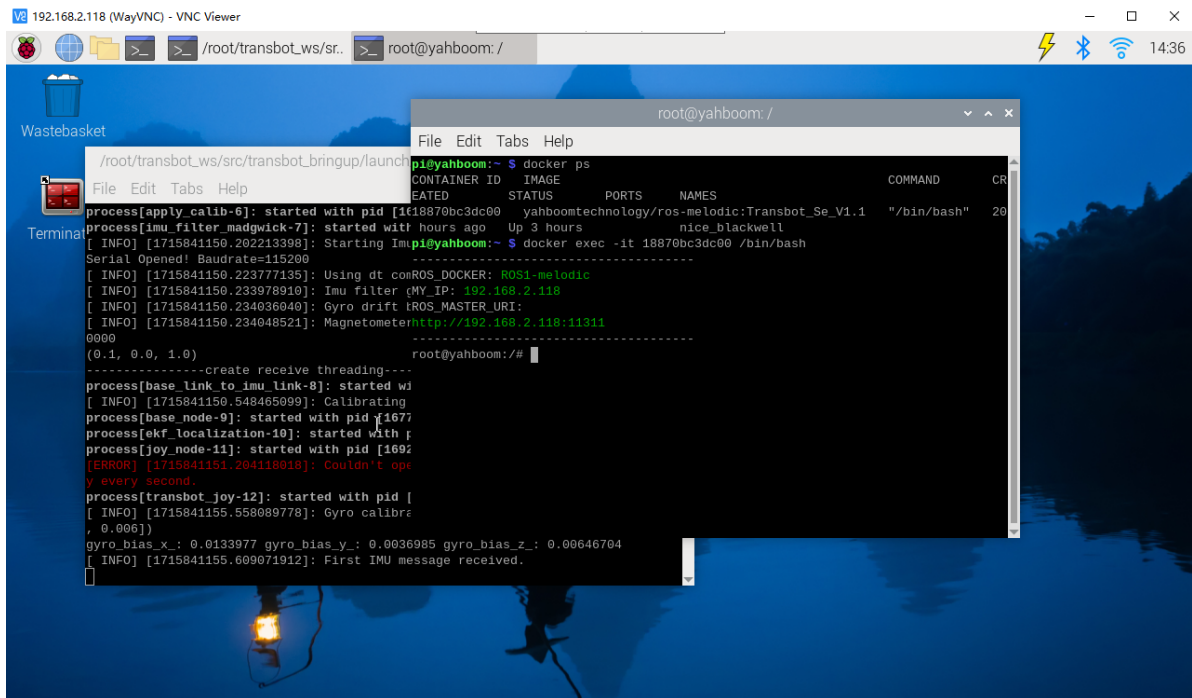 192.168.2.118 (WayVNC) - VNC Viewer
/root/transbot_ws/sr..
root@yahboom: /
14:36
Wastebasket
Terminat
/root/transbot_ws/src/transbot_bringup/launch
File Edit Tabs Help
process[apply_calib-6]: started with pid [16
process[imu_filter_madgwick-7]: started with
[ INFO] [1715841150.202213398]: Starting Imu
Serial Opened! Baudrate=115200
[ INFO] [1715841150.223777135]: Using dt com
[ INFO] [1715841150.233978910]: Imu filter g
[ INFO] [1715841150.234036040]: Gyro drift b
[ INFO] [1715841150.234048521]: Magnetometer
0000
(0.1, 0.0, 1.0)
----------------create receive threading----
process[base_link_to_imu_link-8]: started wi
[ INFO] [1715841150.548465099]: Calibrating
process[base_node-9]: started with pid [1677
process[ekf_localization-10]: started with p
process[joy_node-11]: started with pid [1692
[ERROR] [1715841151.204118018]: Couldn't ope
y every second.
process[transbot_joy-12]: started with pid [
[ INFO] [1715841155.558089778]: Gyro calibra
, 0.006])
gyro_bias_x_: 0.0133977 gyro_bias_y_: 0.0036985 gyro_bias_z_: 0.00646704
[ INFO] [1715841155.609071912]: First IMU message received.
root@yahboom: /
File Edit Tabs Help
pi@yahboom:~ $ docker ps
CONTAINER ID IMAGE COMMAND CR
EATED STATUS PORTS NAMES
18870bc3dc00 yahboomtechnology/ros-melodic:Transbot_Se_V1.1 "/bin/bash" 20
hours ago Up 3 hours nice_blackwell
pi@yahboom:~ $ docker exec -it 18870bc3dc00 /bin/bash
--------------------------------------
ROS_DOCKER: ROS1-melodic
MY_IP: 192.168.2.118
ROS_MASTER_URI:
http://192.168.2.118:11311
--------------------------------------
root@yahboom:/#